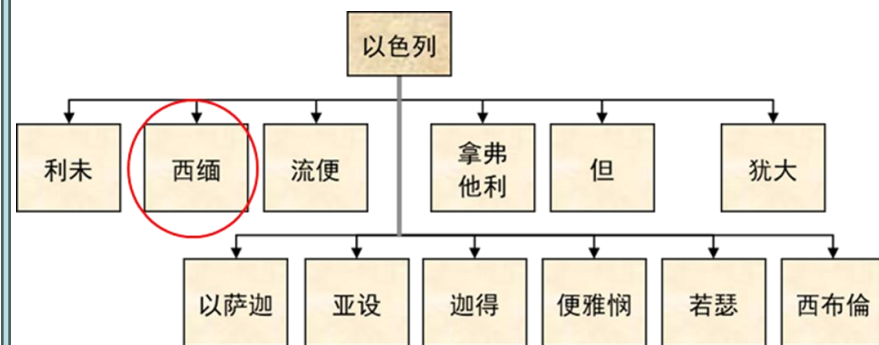 以色列
利未
西缅
流便
拿弗
他利
但
犹大
以萨迦
亚设
迦得
便雅悯
若瑟
西布倫